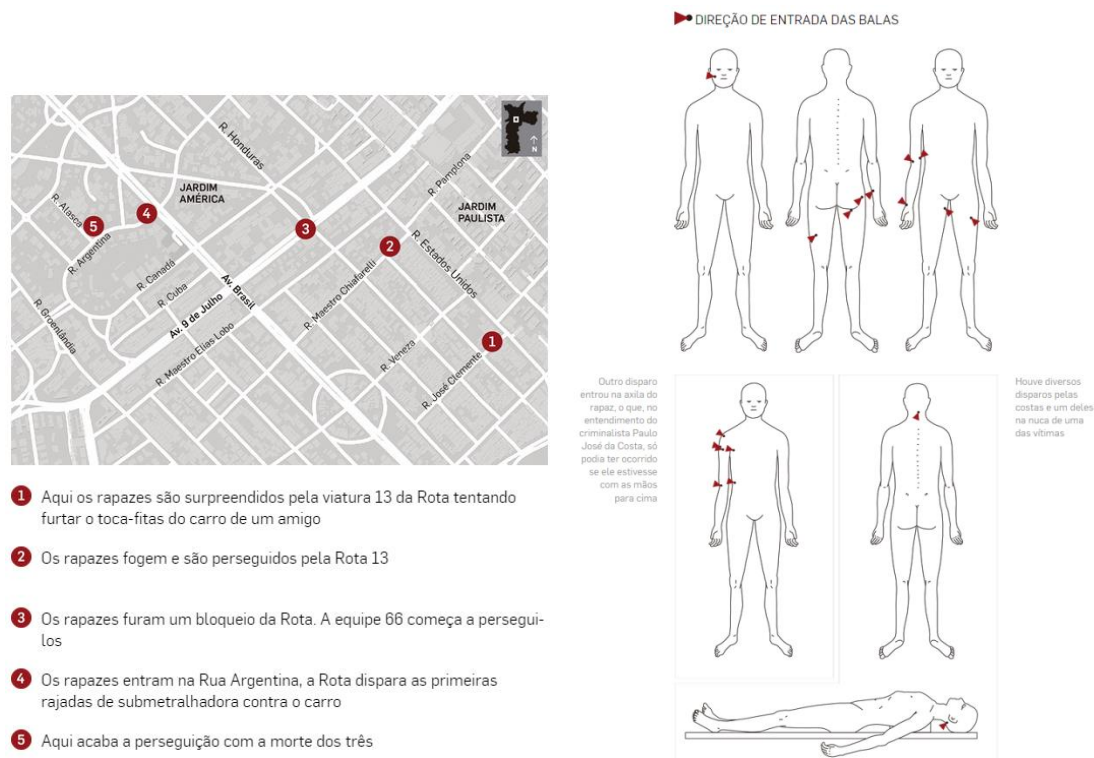 R. Honduras
R. Pamplona
N
JARDIM
AMÉRICA
JARDIM
PAULISTA
R. Alasca
4
5
3
2
R. Argentina
R. Canadá
R. Cuba
Av. Brasil
R. Estados Unidos
R. Maestro Chiafarelli
R. Groenlândia
Av. 9 de Julho
R. Maestro Elias Lobo
R. Veneza
1
R. José Clemente
1 Aqui os rapazes são surpreendidos pela viatura 13 da Rota tentando
furtar o toca-fitas do carro de um amigo
2 Os rapazes fogem e são perseguidos pela Rota 13
3 Os rapazes furam um bloqueio da Rota. A equipe 66 começa a persegui-
los
4 Os rapazes entram na Rua Argentina, a Rota dispara as primeiras
rajadas de submetralhadora contra o carro
5 Aqui acaba a perseguição com a morte dos três
DIREÇÃO DE ENTRADA DAS BALAS
Outro disparo
entrou na axila do
rapaz, o que, no
entendimento do
criminalista Paulo
José da Costa, só
podia ter ocorrido
se ele estivesse
com as mãos
para cima
Houve diversos
disparos pelas
costas e um deles
na nuca de uma
das vítimas